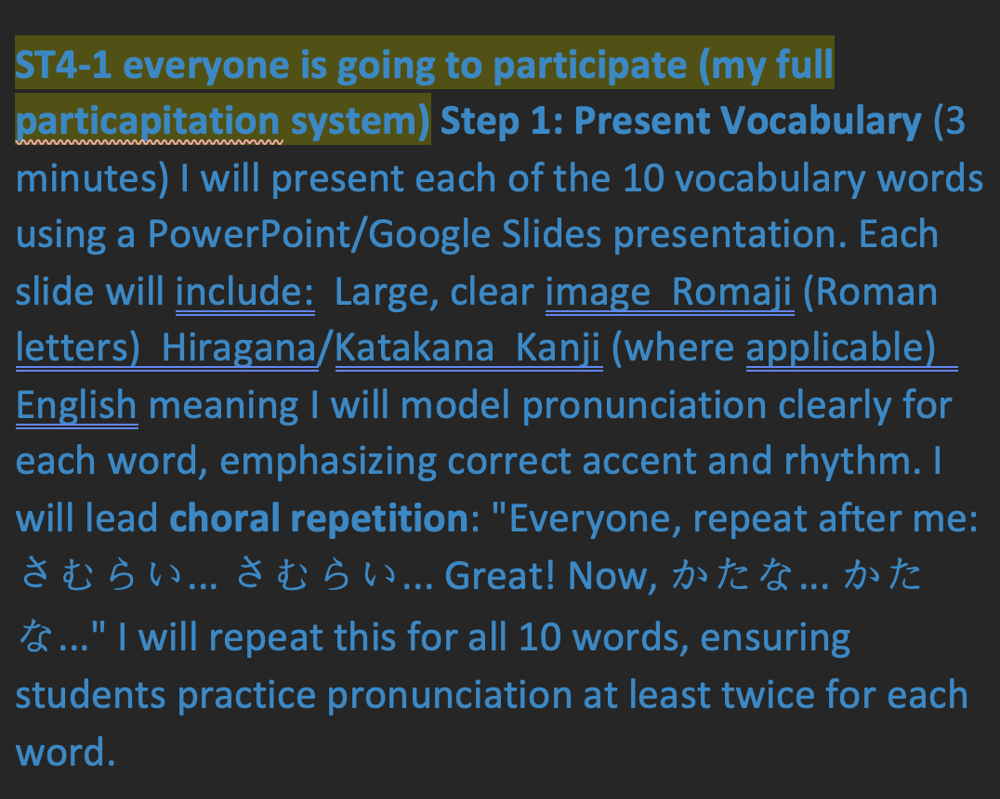 ST4-1 everyone is going to participate (my full
particapitation system) Step 1: Present Vocabulary (3
minutes) I will present each of the 10 vocabulary words
using a PowerPoint/Google Slides presentation. Each
slide will include:  Large, clear image  Romaji (Roman
letters)  Hiragana/Katakana  Kanji (where applicable)
English meaning I will model pronunciation clearly for
each word, emphasizing correct accent and rhythm. I
will lead choral repetition: "Everyone, repeat after me:
さむらい... さむらい... Great! Now, かたな... かた
な..." I will repeat this for all 10 words, ensuring
students practice pronunciation at least twice for each
word.